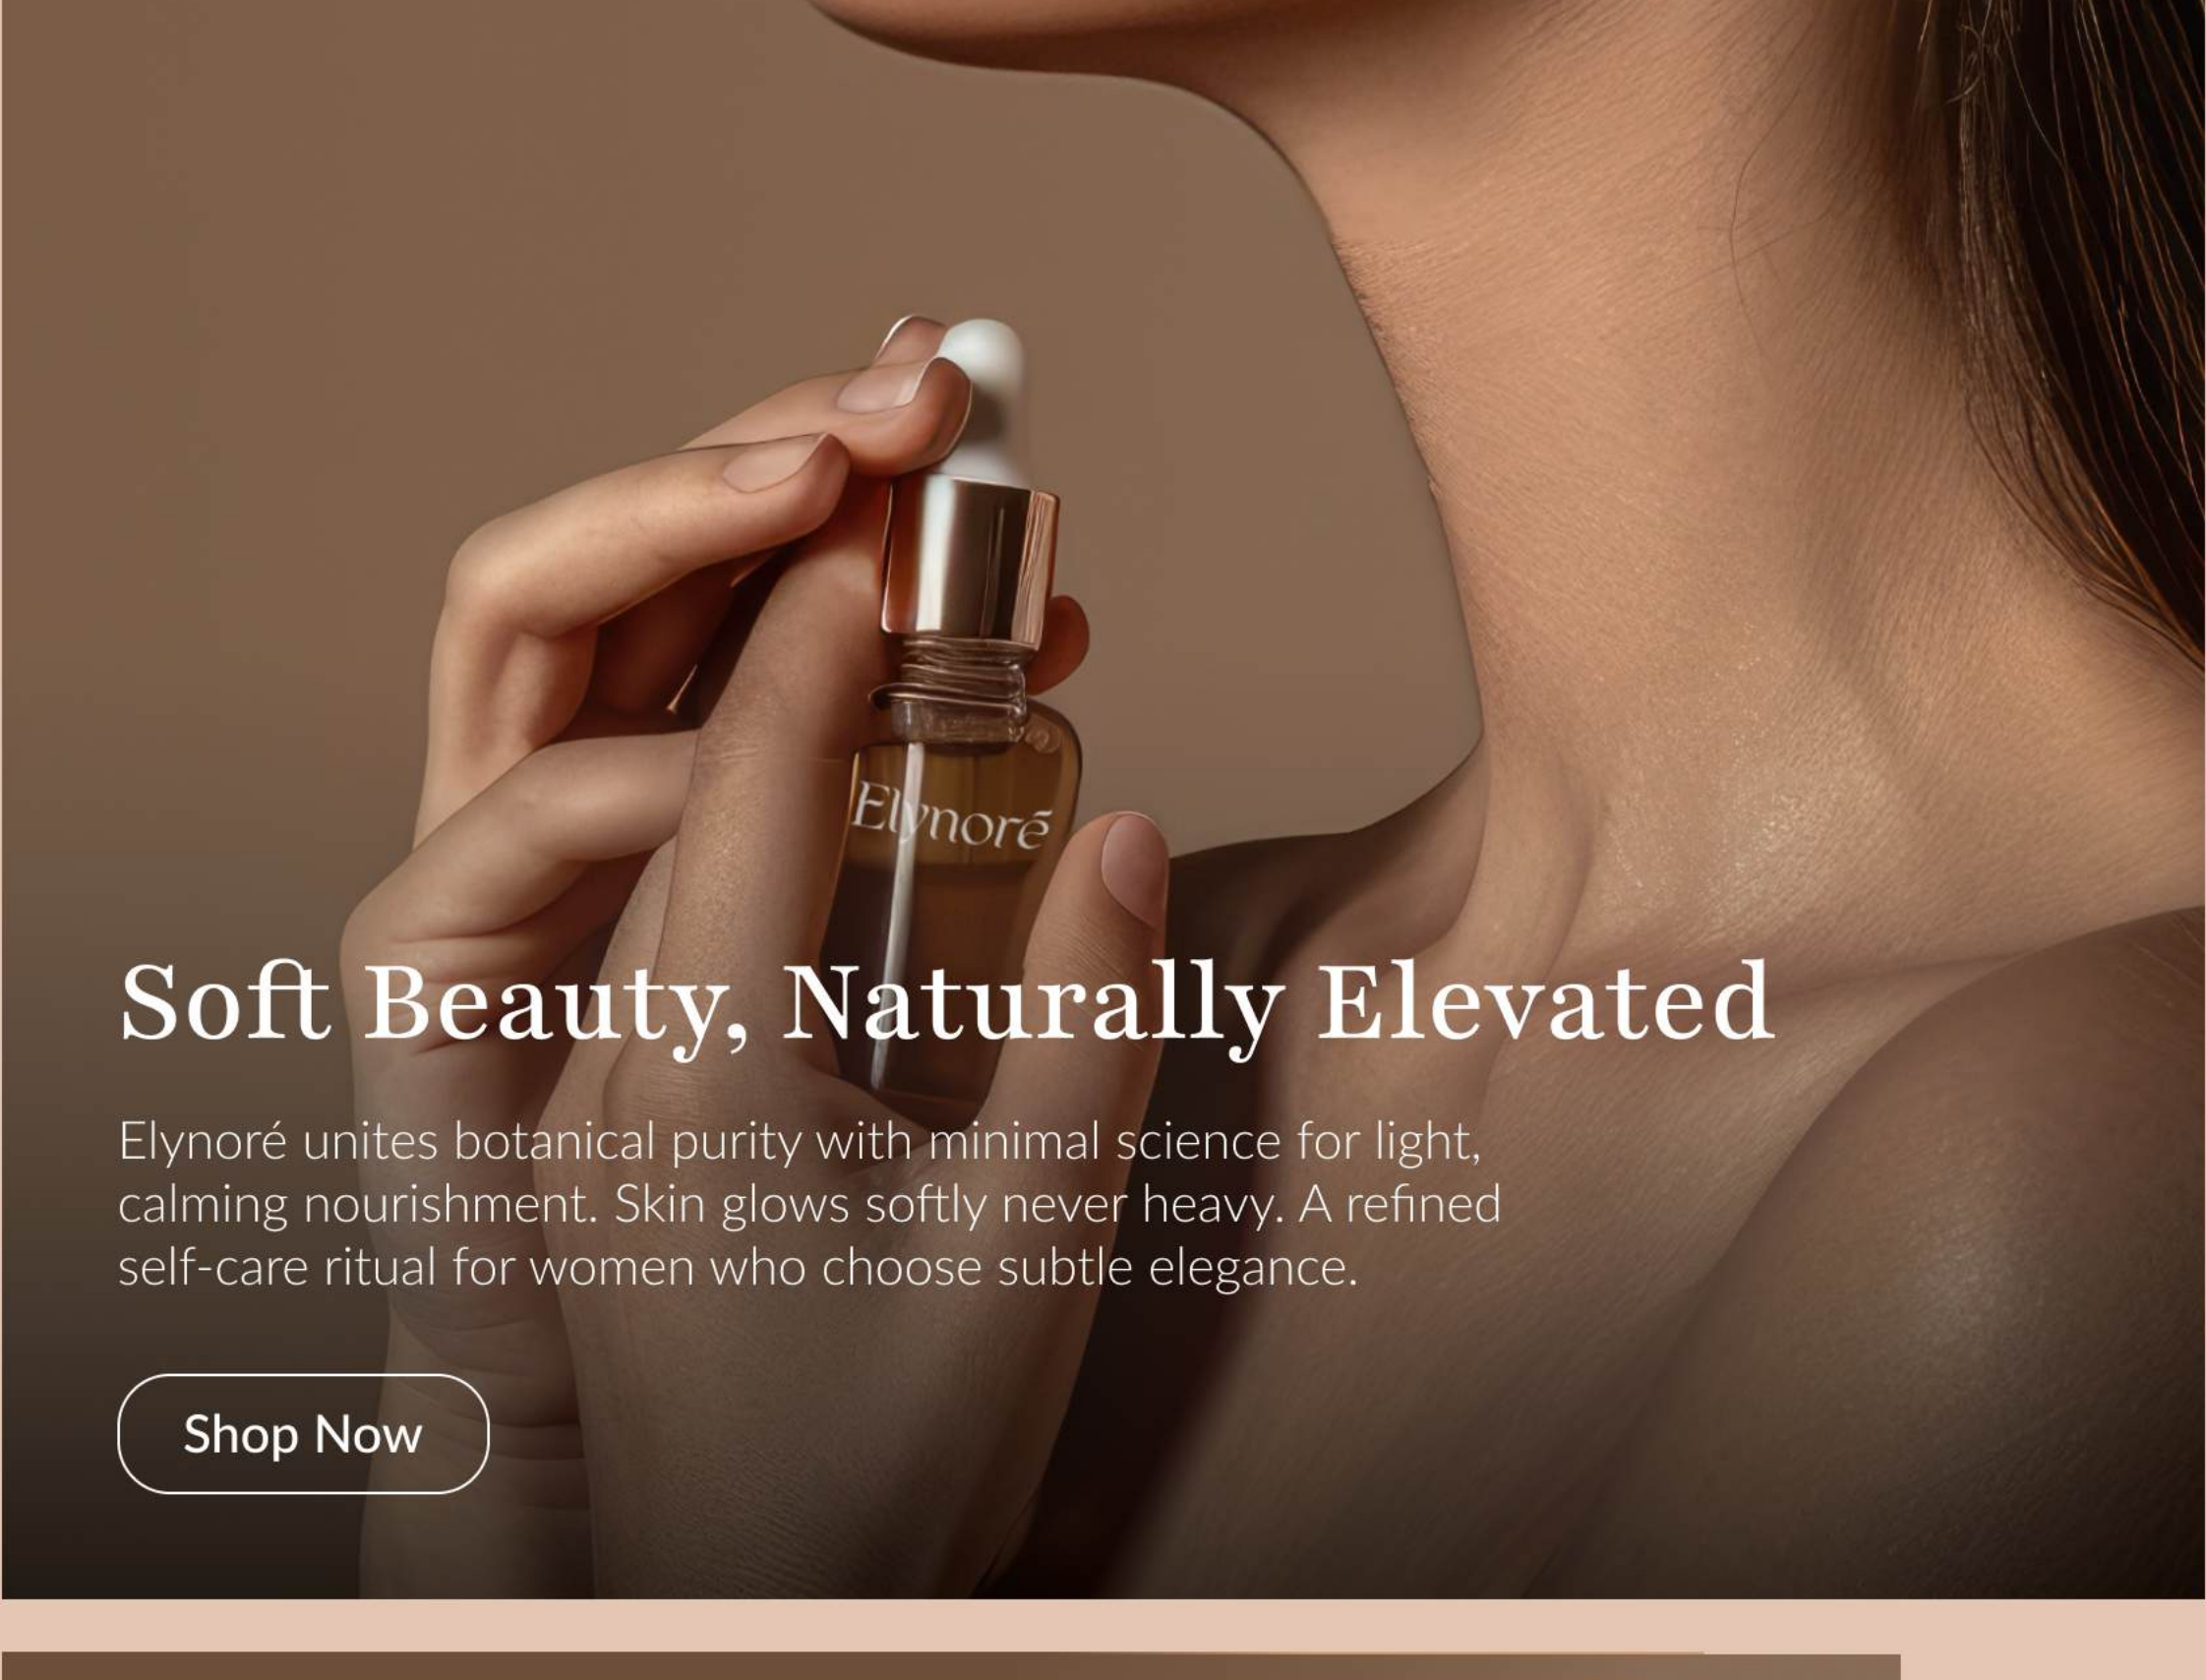 Elynoré
Soft Beauty, Naturally Elevated
Elynoré unites botanical purity with minimal science for light,
calming nourishment. Skin glows softly never heavy. A refined
self-care ritual for women who choose subtle elegance.
Shop Now